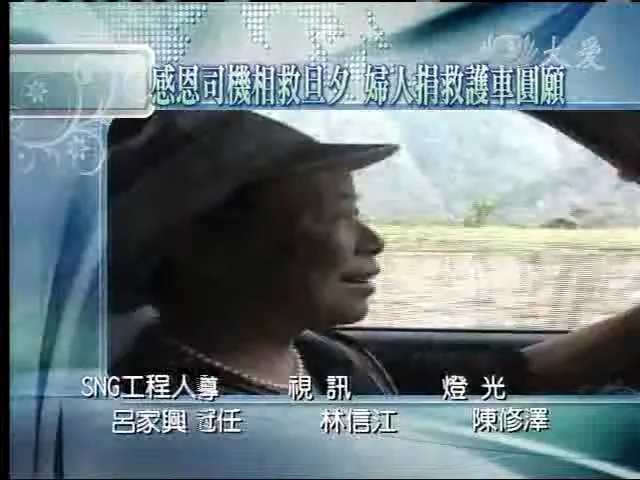 大愛
感恩司機相救旦夕 婦人捐救護車圓願
SNG工程人 視訊 燈光
呂家興 任 林信江 陳修澤